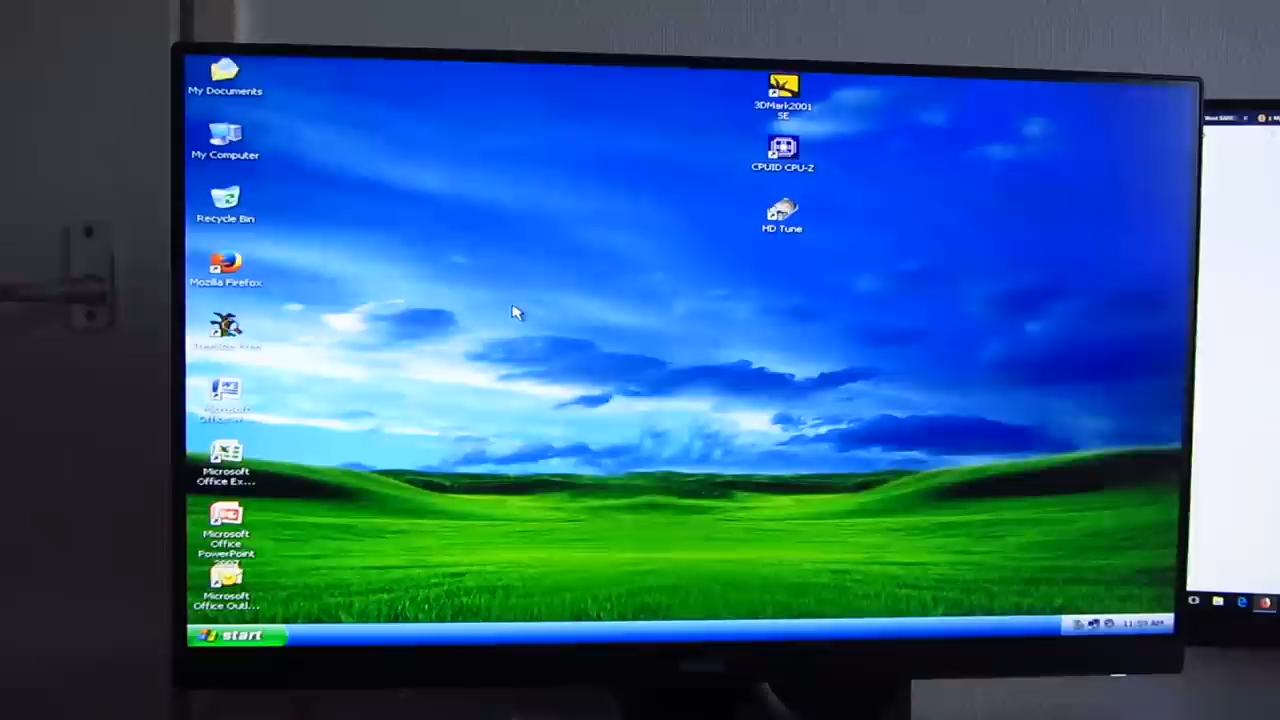 My Documents
My Computer
Recycle Bin
Mozilla Firefox
Microsoft
Office Ex...
Microsoft
Office
PowerPoint
2007
Microsoft
Office Outl...
3DMark2001
SE
CPUID CPU-Z
HD Tune
start